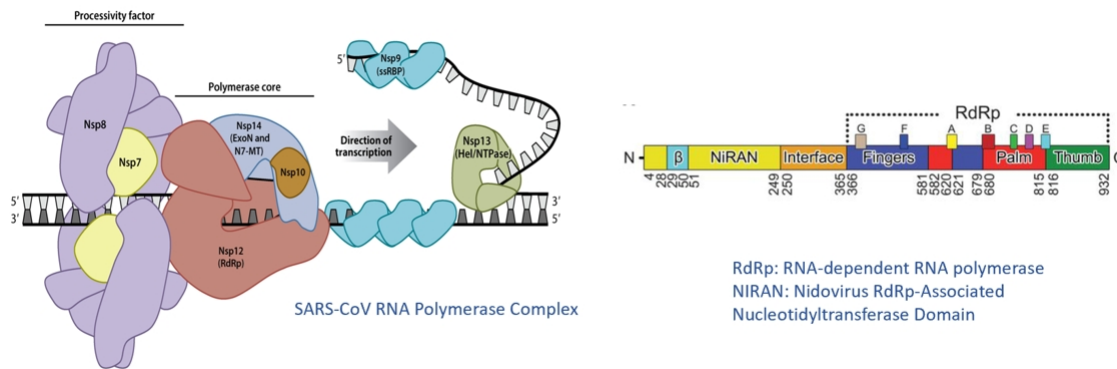 Processivity factor
Polymerase core
Nsp8
Nsp7
Nsp14
(ExoN and
N7-MT)
Nsp10
Nsp12
(RdRp)
5'
Nsp9
(ssRBP)
Direction of
transcription
Nsp13
(Hel/NTPase)
5'
3'
3'
5'
SARS-CoV RNA Polymerase Complex
RdRp
G F A B C D E
N - β NiRAN Interface Fingers Palm Thumb
4 28 29 50 51 249 250 365 366 581 582 620 621 679 680 815 816 932
RdRp: RNA-dependent RNA polymerase
NIRAN: Nidovirus RdRp-Associated
Nucleotidyltransferase Domain